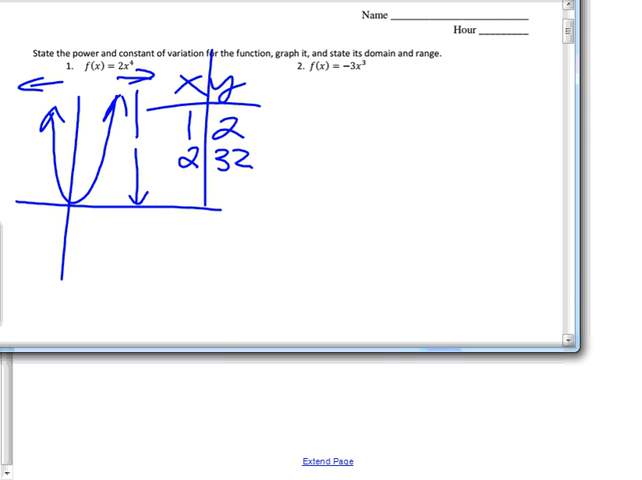 Name
Hour
State the power and constant of variation for the function, graph it, and state its domain and range.
1. f(x) = 2x⁴
2. f(x) = −3x³
x y
1 2
2 32
Extend Page